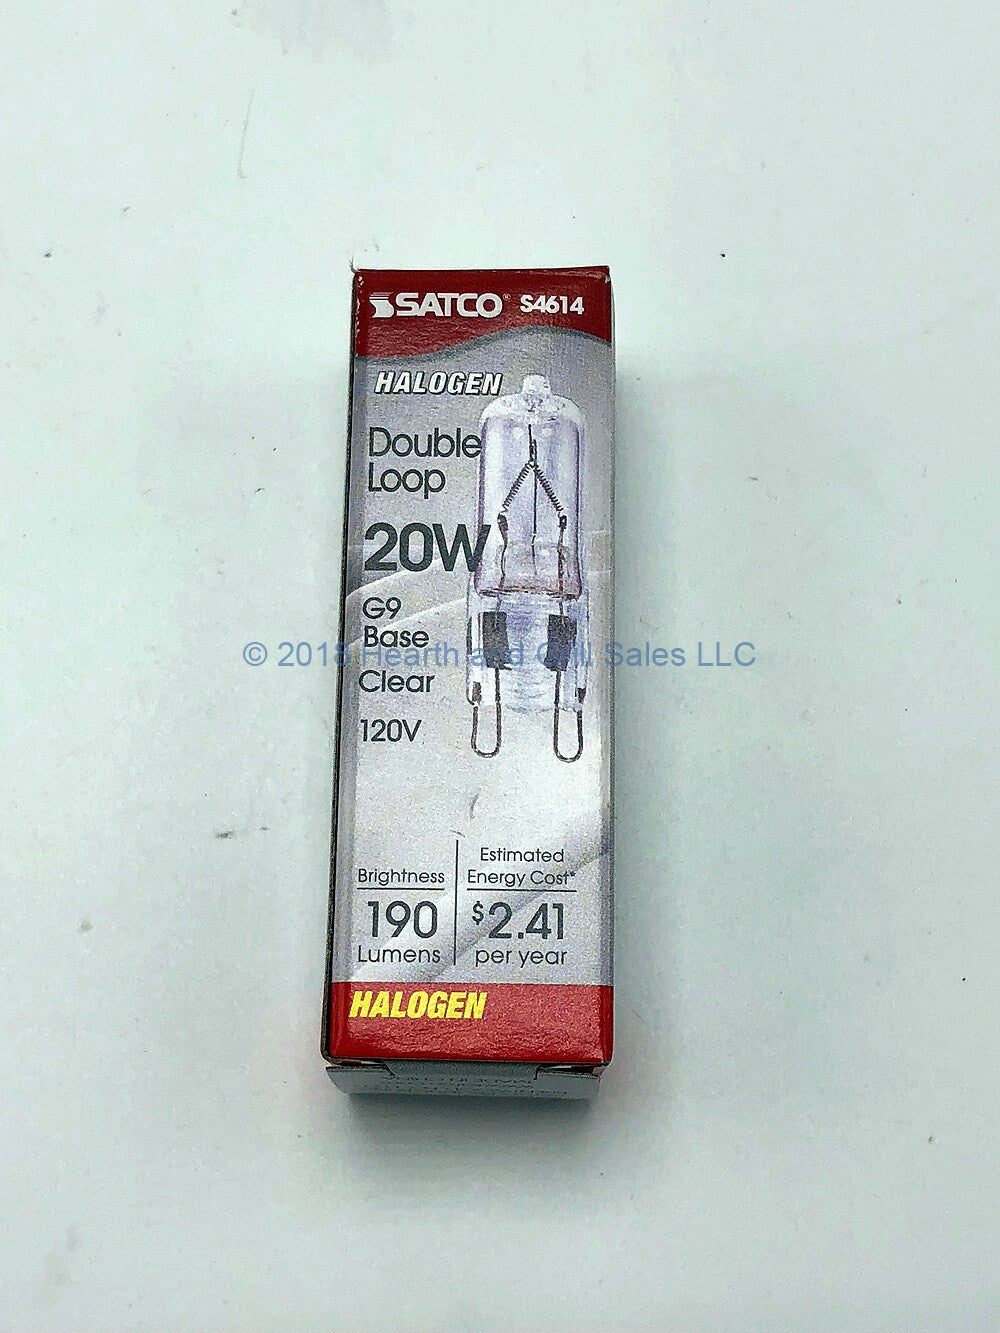 SATCO® S4614
HALOGEN
Double
Loop
20W
G9
Base
© 2018 Hearth and Grill Sales LLC
Clear
120V
Brightness
190
Lumens
Estimated
Energy Cost*
$2.41
per year
HALOGEN